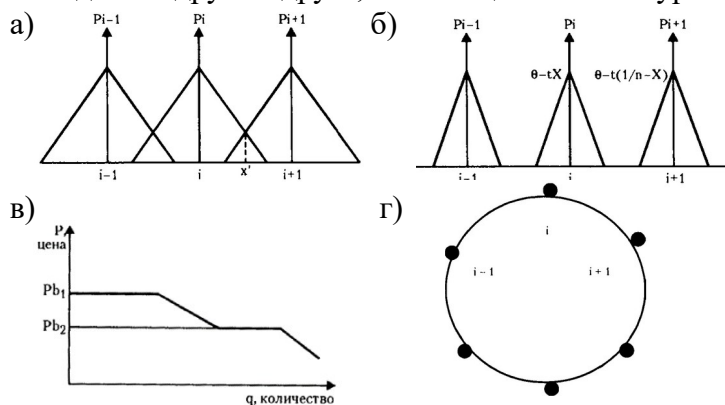 а)
Pi-1 Pi Pi+1
i-1 i x' i+1
б)
Pi-1 Pi Pi+1
θ-tX θ-t(1/n-X)
i-1 i i+1
в)
P,
цена
Pb1
Pb2
q, количество
г)
i
i-1 i+1